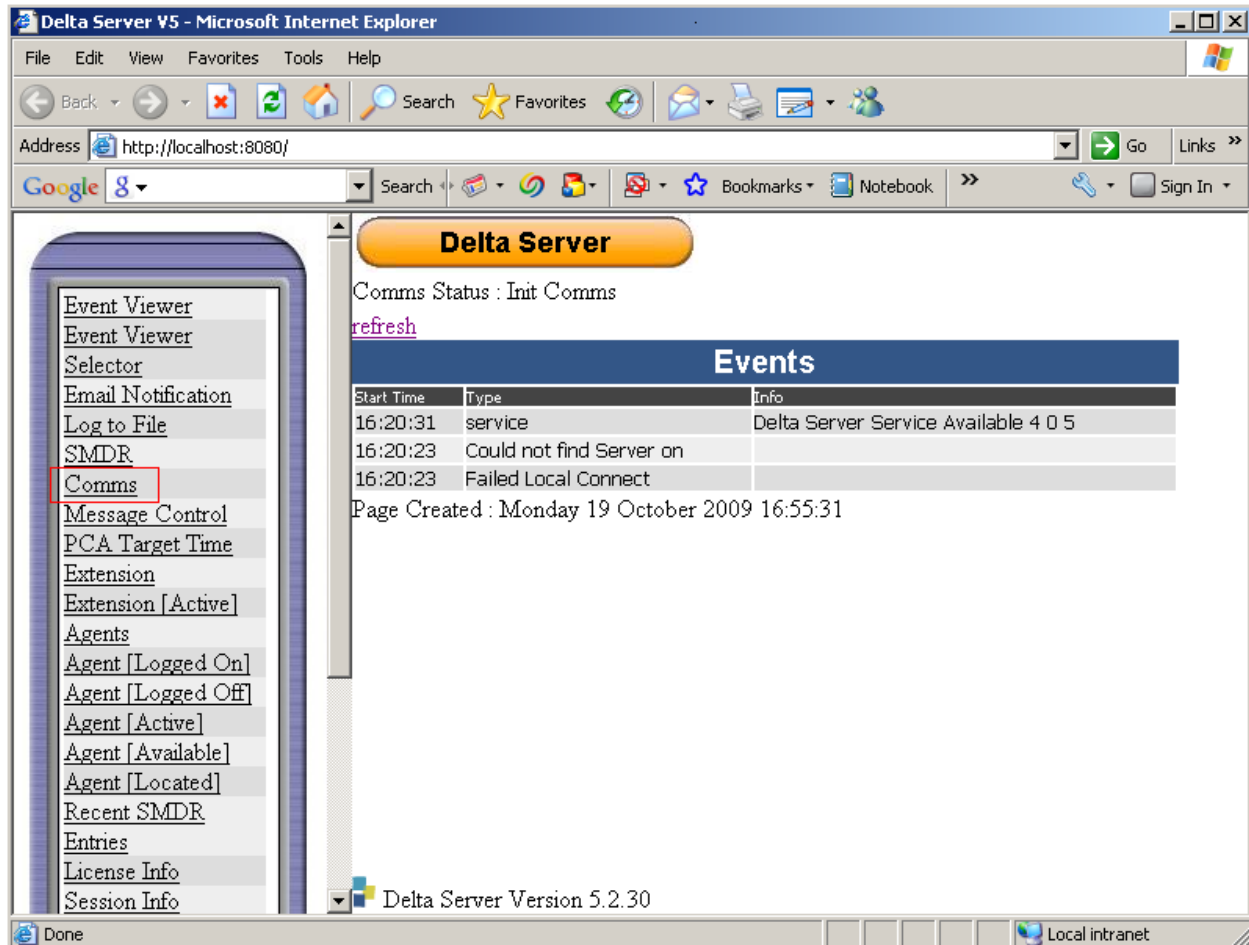 Delta Server V5 - Microsoft Internet Explorer
File Edit View Favorites Tools Help
Back Search Favorites
Address http://localhost:8080/ Go Links »
Google Search Bookmarks Notebook » Sign In
Delta Server
Comms Status : Init Comms
refresh
Events
Start Time Type Info
16:20:31 service Delta Server Service Available 4 0 5
16:20:23 Could not find Server on
16:20:23 Failed Local Connect
Page Created : Monday 19 October 2009 16:55:31
Event Viewer
Event Viewer
Selector
Email Notification
Log to File
SMDR
Comms
Message Control
PCA Target Time
Extension
Extension [Active]
Agents
Agent [Logged On]
Agent [Logged Off]
Agent [Active]
Agent [Available]
Agent [Located]
Recent SMDR
Entries
License Info
Session Info
Delta Server Version 5.2.30
Done Local intranet